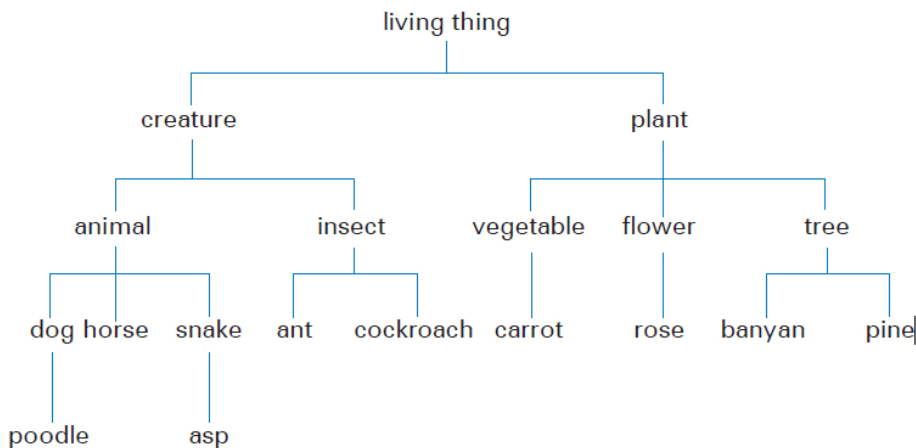 living thing
creature plant
animal insect vegetable flower tree
dog horse snake ant cockroach carrot rose banyan pine
poodle asp